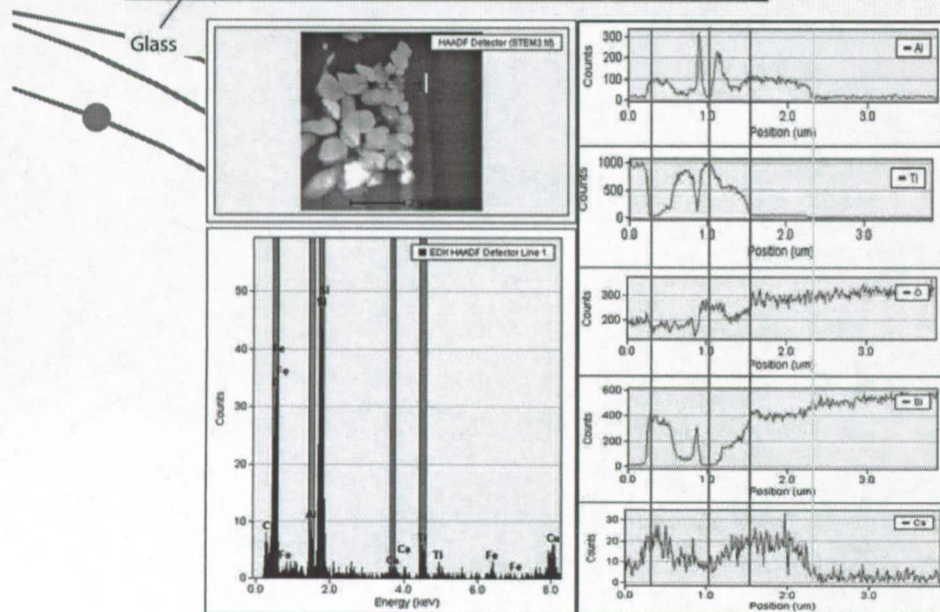 Glass
HAADF Detector (STEM3.tif)
EDX HAADF Detector Line 1
Counts
50
40
30
20
10
0
C
Fe
Fe
Fe
Al
Si
Ca
Ca
Ti
Fe
Fe
Cu
0.0 2.0 4.0 6.0 8.0
Energy (keV)
Al
Counts
300
200
100
0
0.0 1.0 2.0 3.0
Position (um)
Ti
Counts
1000
500
0
0.0 1.0 2.0 3.0
Position (um)
O
Counts
300
200
0.0 1.0 2.0 3.0
Position (um)
Si
Counts
600
400
200
0
0.0 1.0 2.0 3.0
Position (um)
Ca
Counts
30
20
10
0
0.0 1.0 2.0 3.0
Position (um)